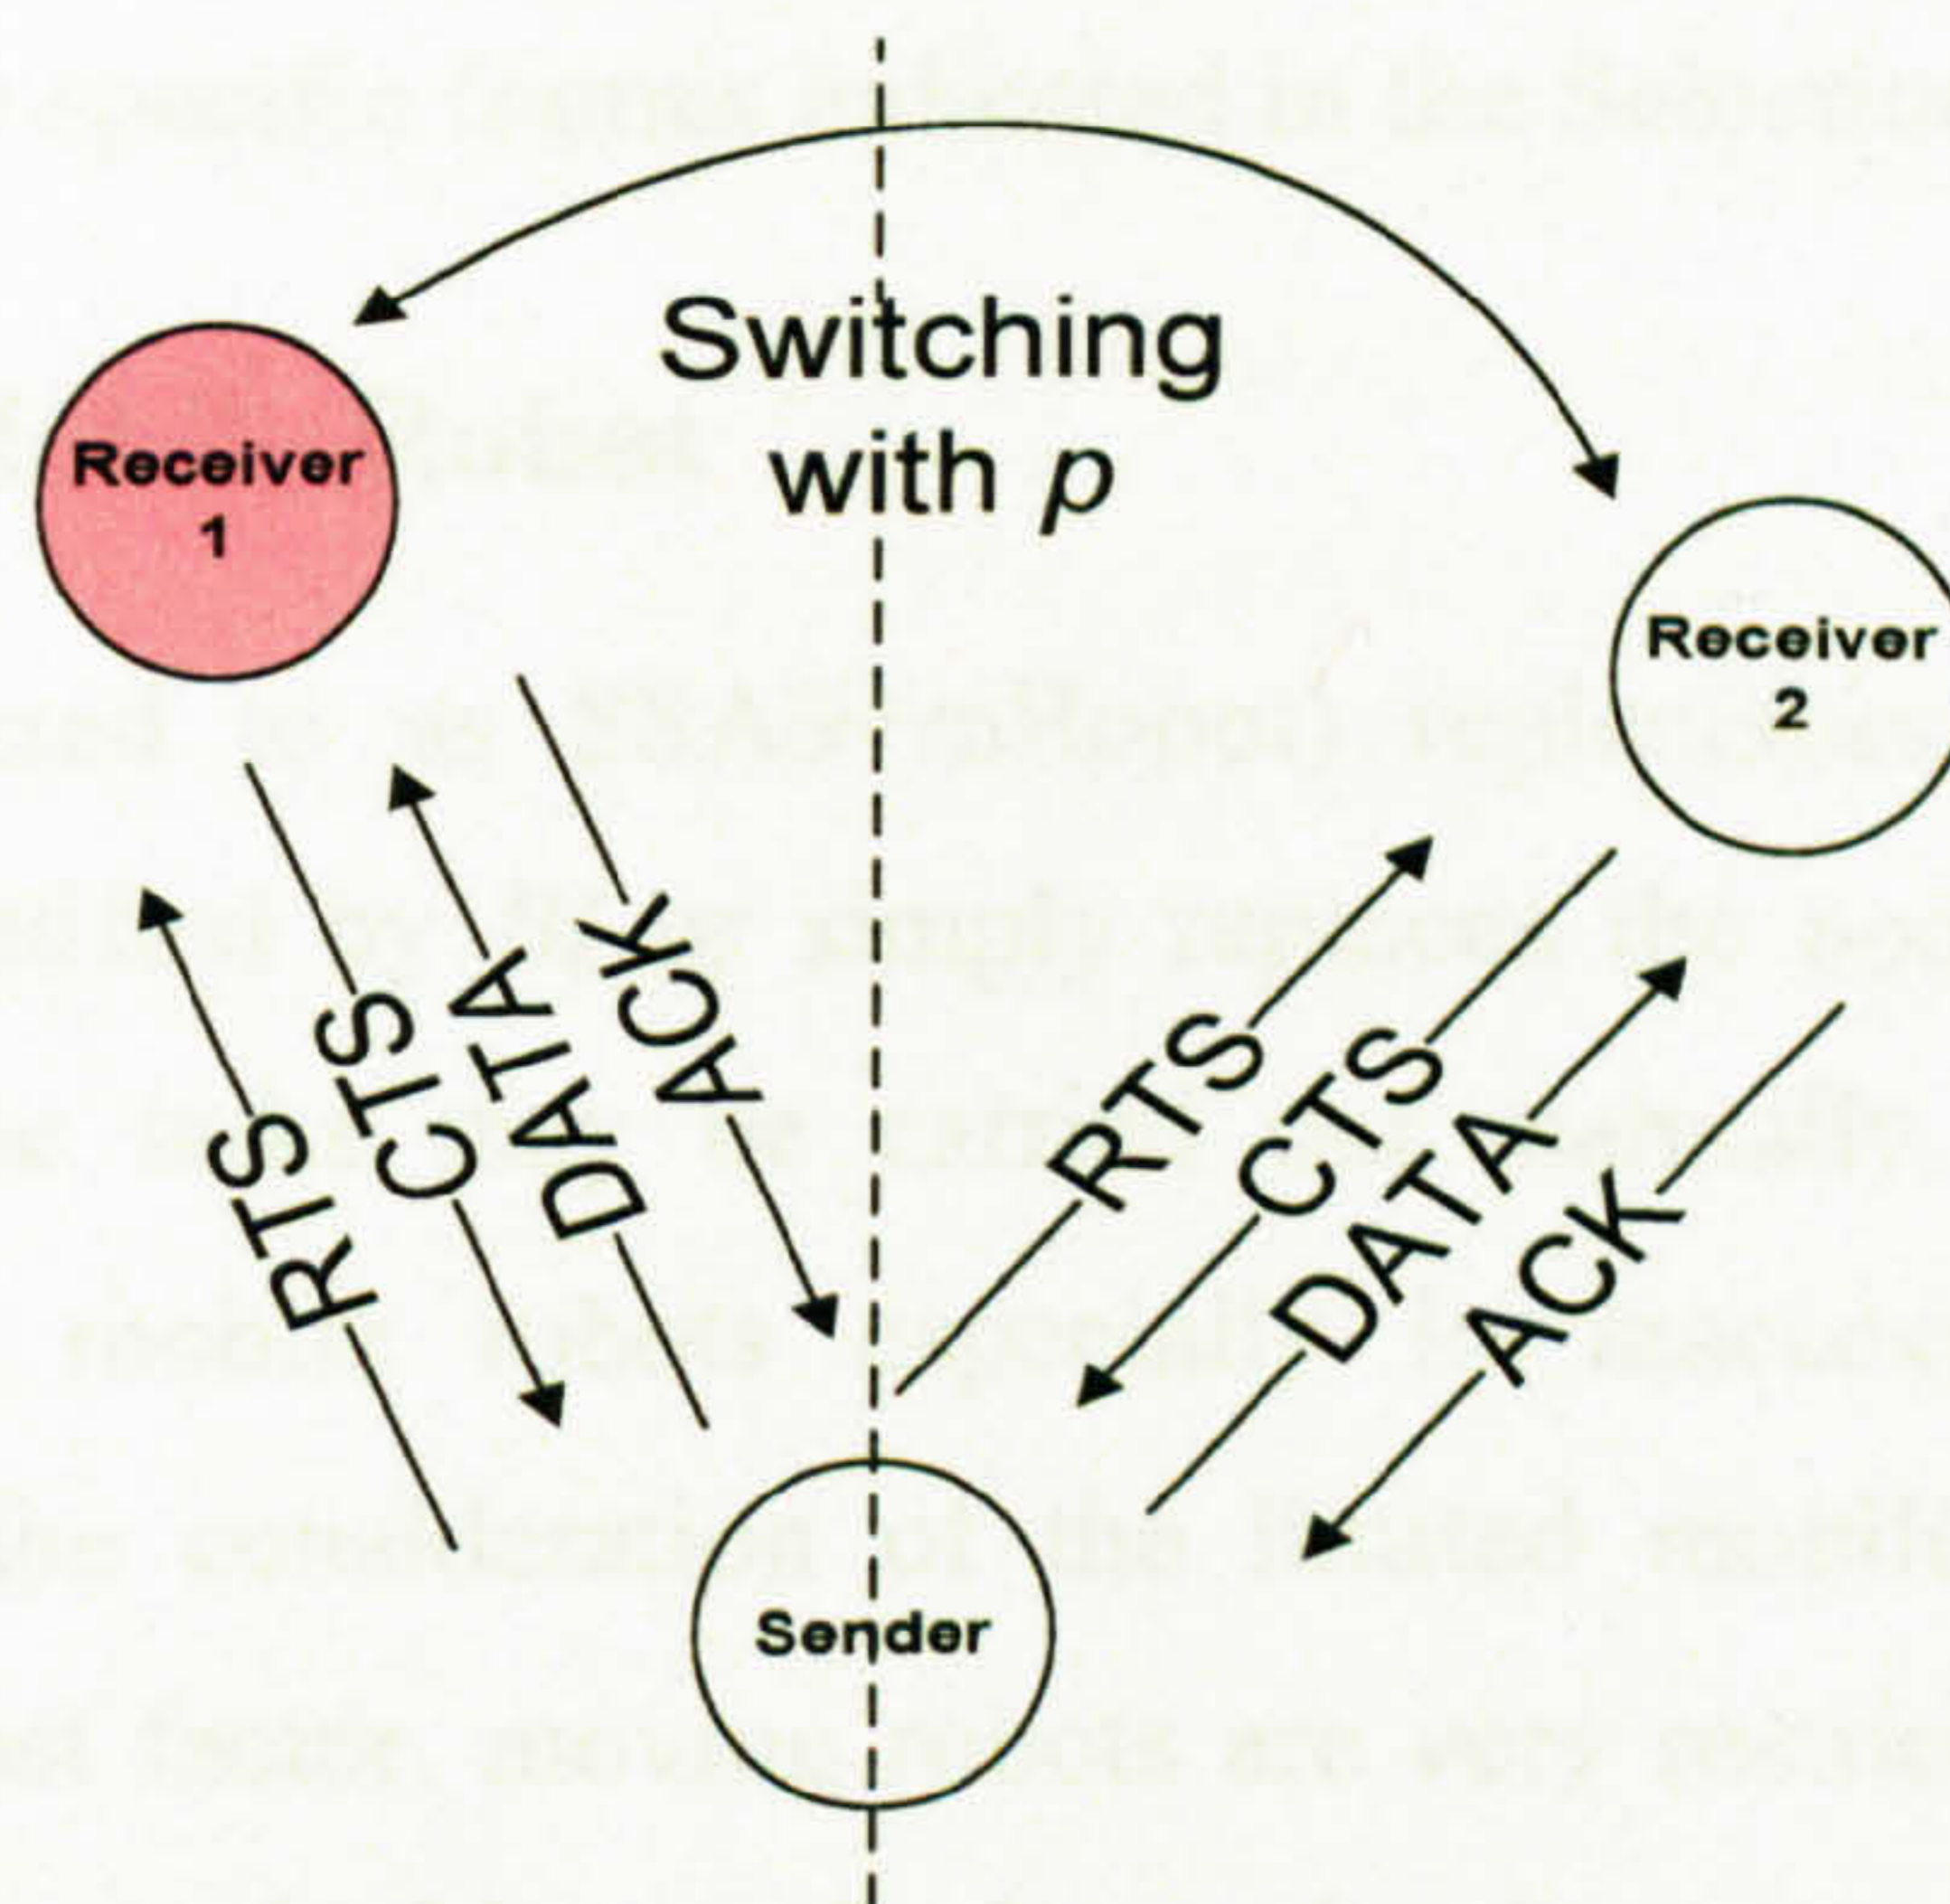 Switching
with p
Receiver
1
Receiver
2
RTS
CTS
DATA
ACK
RTS
CTS
DATA
ACK
Sender